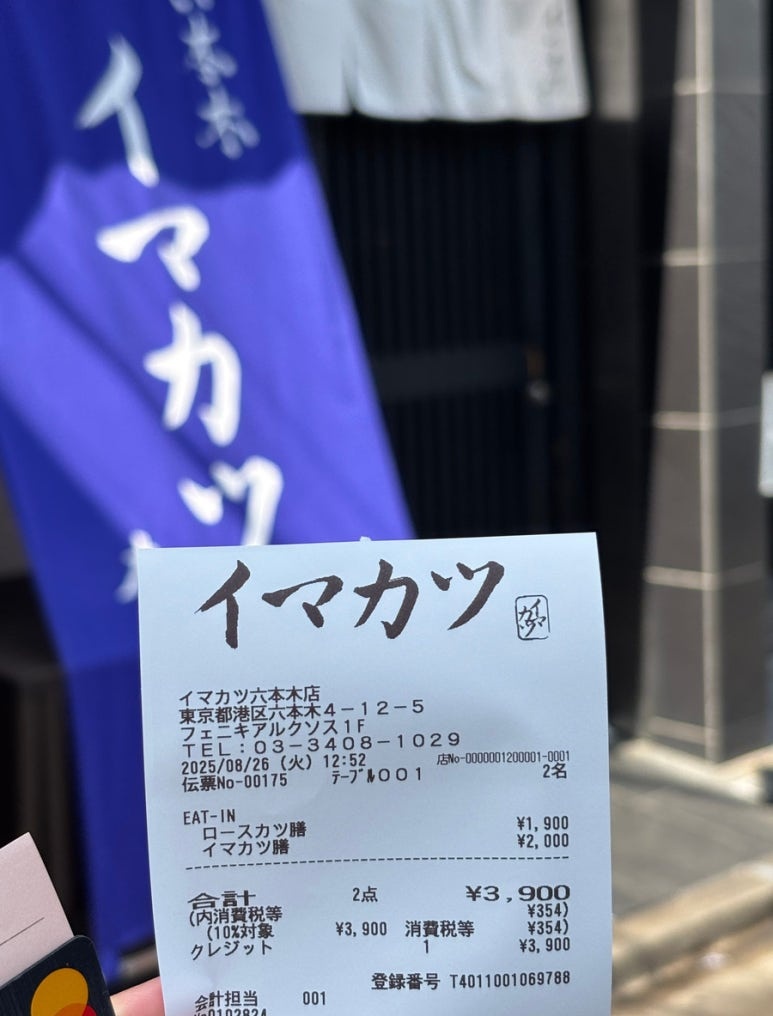 六本木
イマカツ
イマカツ
イマカツ
イマカツ六本木店
東京都港区六本木4-12-5
フェニキアルクソス1F
TEL:03-3408-1029
2025/08/26 (火) 12:52 店No-0000001200001-0001
伝票No-00175 テーブル001 2名
EAT-IN
ロースカツ膳 ¥1,900
イマカツ膳 ¥2,000
合計 2点 ¥3,900
(内消費税等 ¥354)
(10%対象 ¥3,900 消費税等 ¥354)
クレジット 1 ¥3,900
登録番号 T4011001069788
会計担当 001